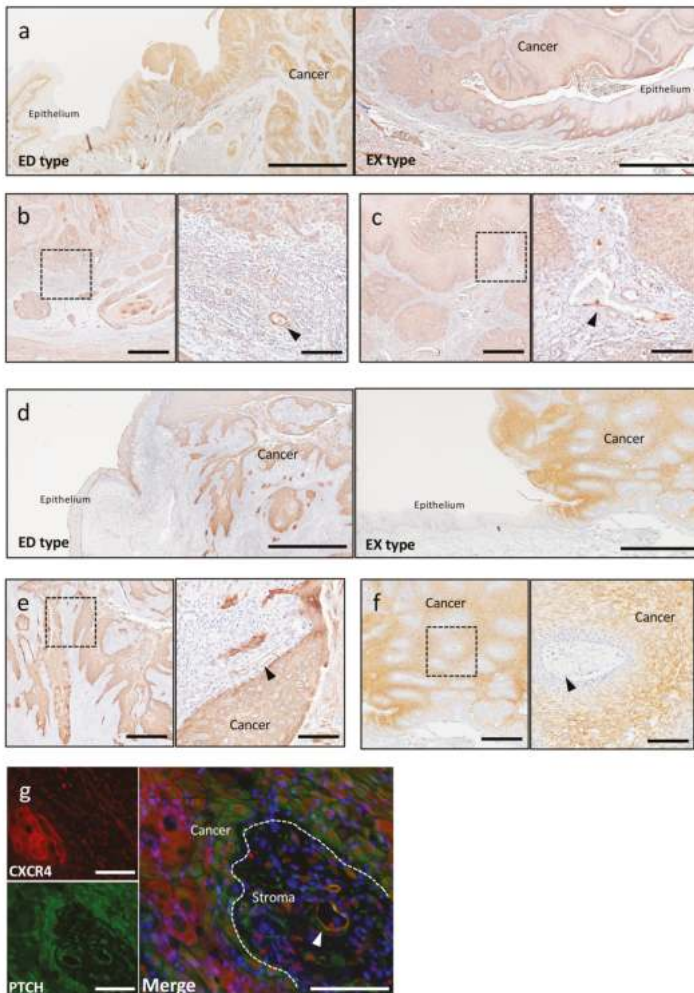 a
Cancer
Epithelium
ED type
Cancer
Epithelium
EX type
b
c
d
Cancer
Epithelium
ED type
Cancer
Epithelium
EX type
e
Cancer
f
Cancer
Cancer
g
CXCR4
PTCH
Cancer
Stroma
Merge